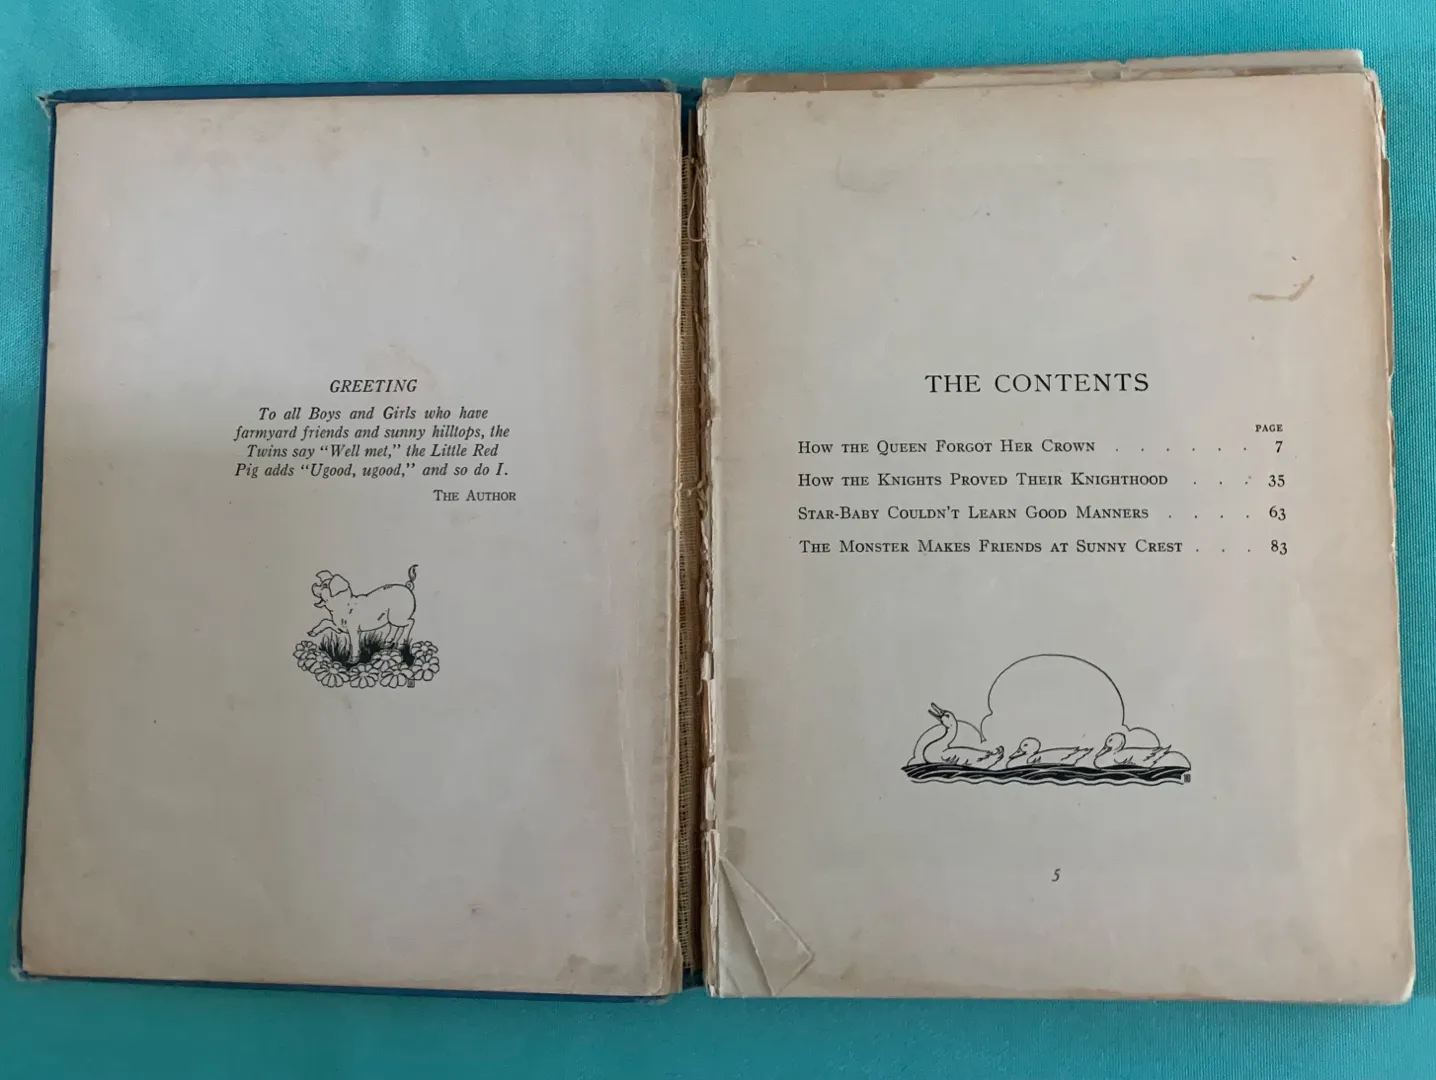 GREETING
To all Boys and Girls who have
farmyard friends and sunny hilltops, the
Twins say “Well met,” the Little Red
Pig adds “Ugood, ugood,” and so do I.
The Author
THE CONTENTS
PAGE
How the Queen Forgot Her Crown . . . . . . 7
How the Knights Proved Their Knighthood . . . 35
Star-Baby Couldn't Learn Good Manners . . . . 63
The Monster Makes Friends at Sunny Crest . . . 83
5